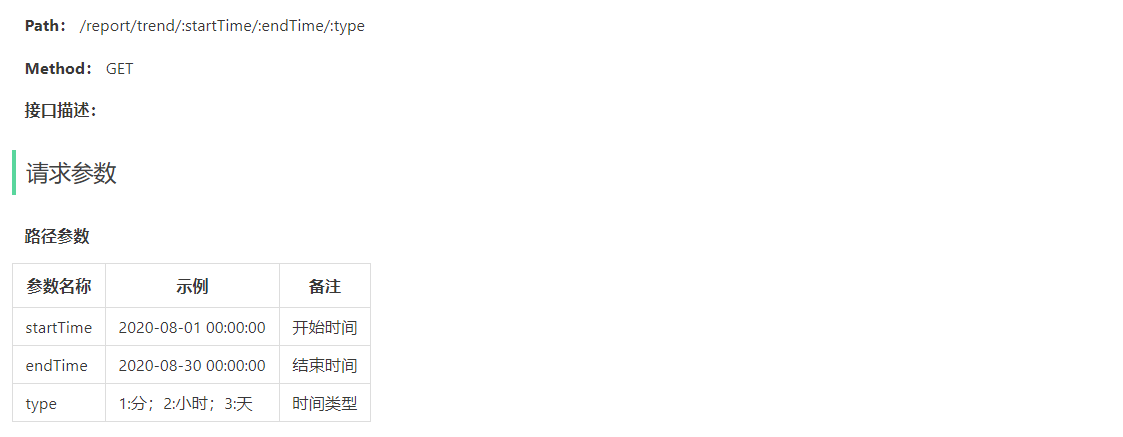 Path： /report/trend/:startTime/:endTime/:type
Method： GET
接口描述：
请求参数
路径参数
参数名称 示例 备注
startTime 2020-08-01 00:00:00 开始时间
endTime 2020-08-30 00:00:00 结束时间
type 1:分；2:小时；3:天 时间类型